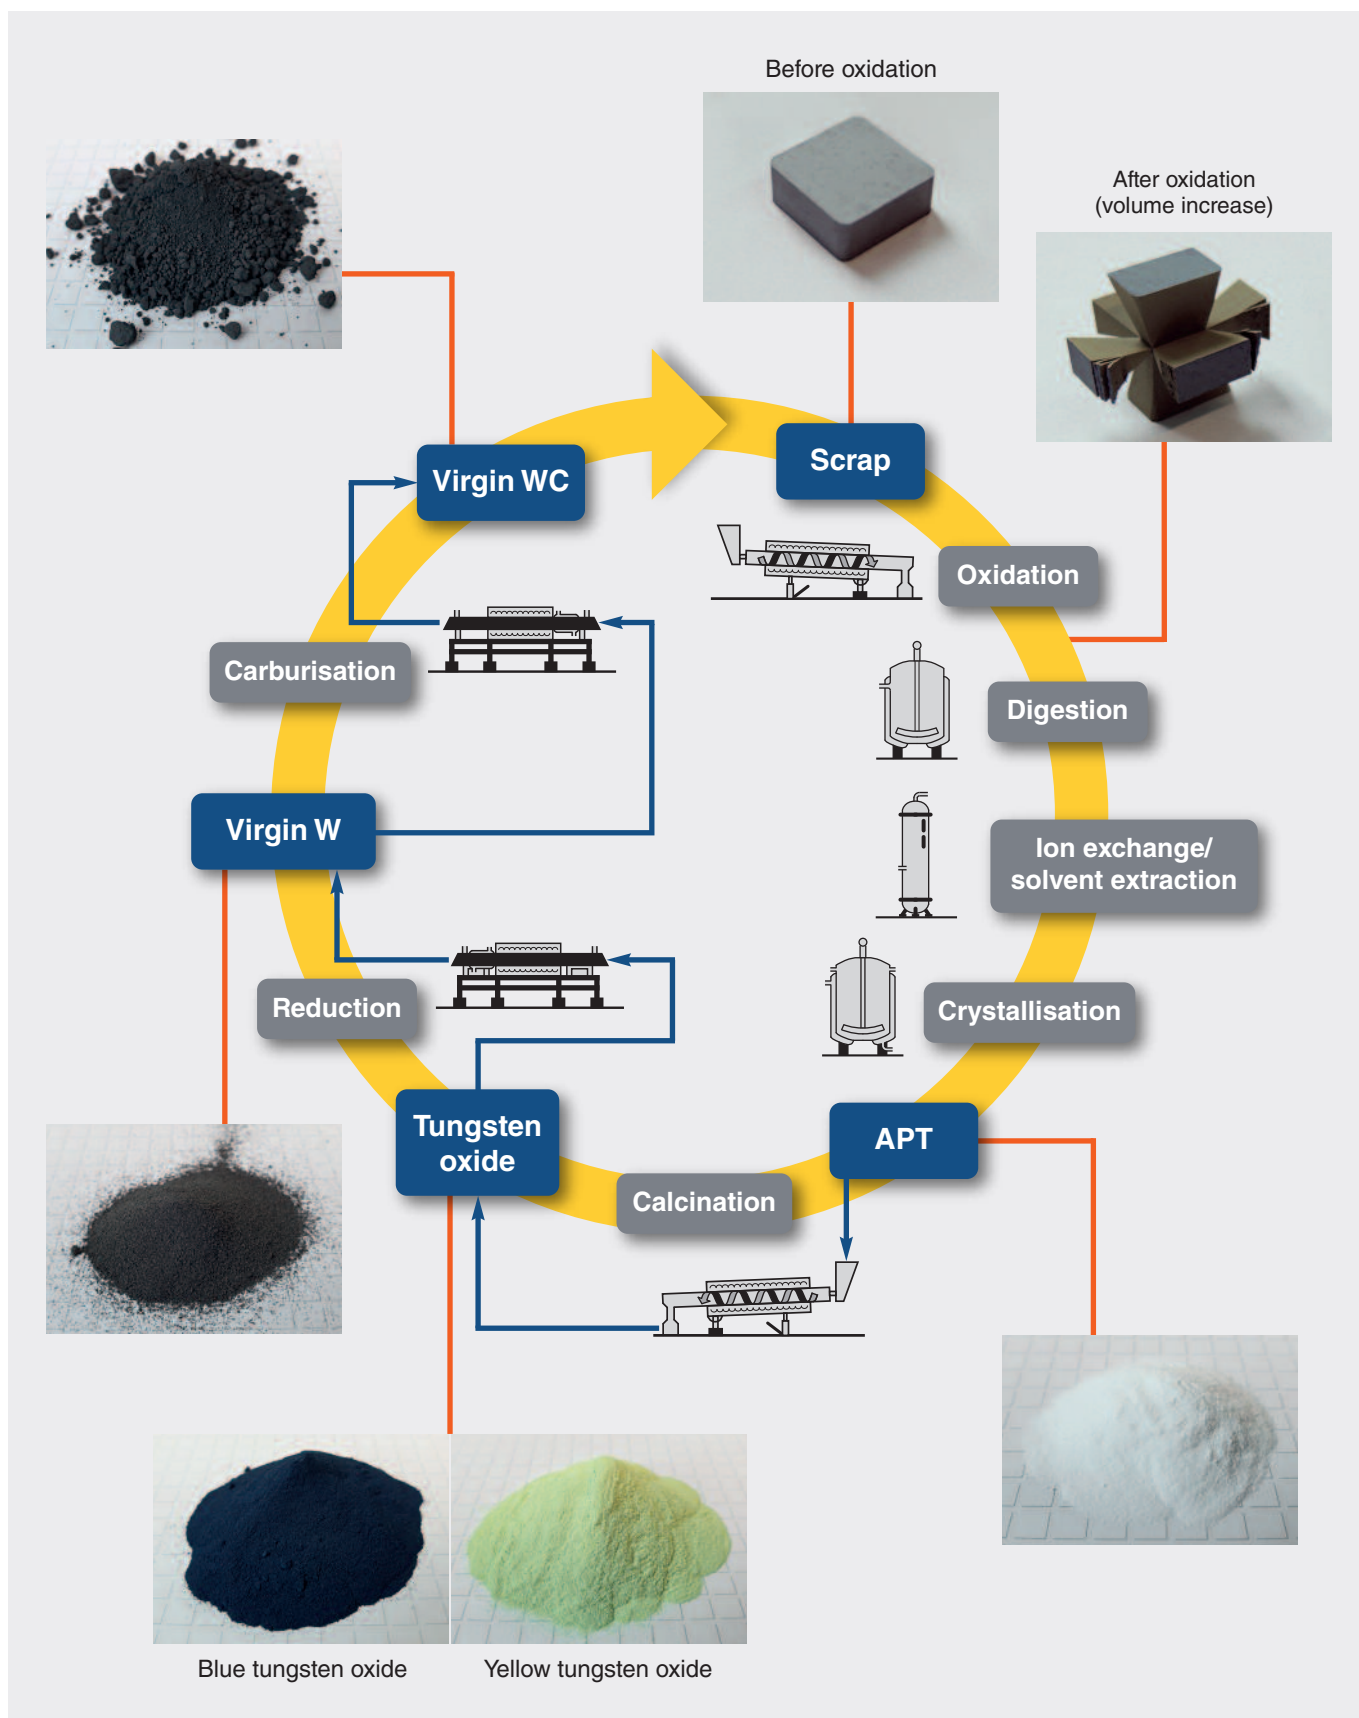 Before oxidation
After oxidation
(volume increase)
Scrap
Virgin WC
Oxidation
Carburisation
Digestion
Virgin W
Ion exchange/
solvent extraction
Reduction
Crystallisation
Tungsten
oxide
APT
Calcination
Blue tungsten oxide
Yellow tungsten oxide